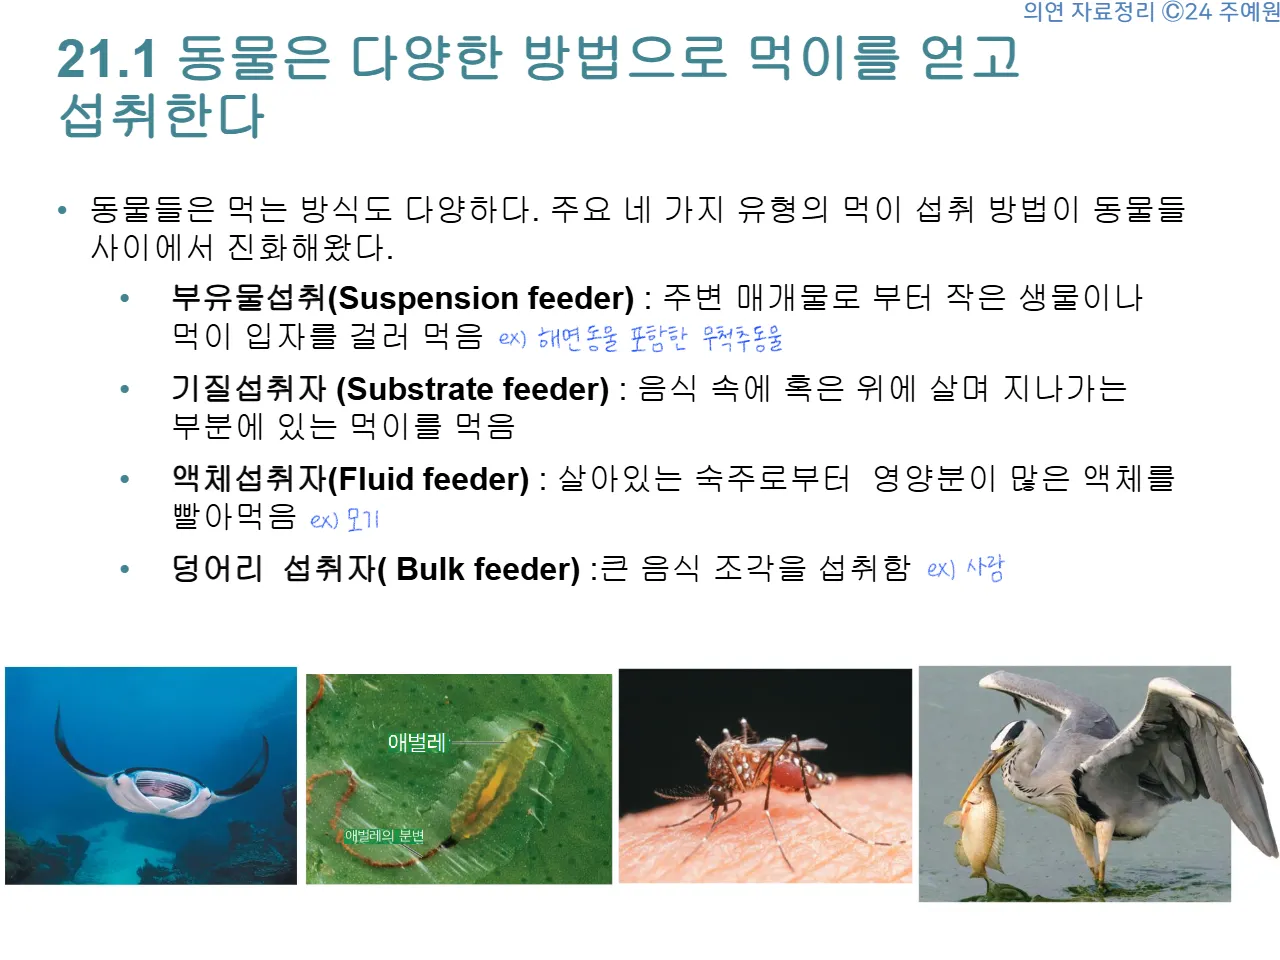 의연 자료정리 Ⓒ24 주예원
21.1 동물은 다양한 방법으로 먹이를 얻고
섭취한다
• 동물들은 먹는 방식도 다양하다. 주요 네 가지 유형의 먹이 섭취 방법이 동물들
사이에서 진화해왔다.
• 부유물섭취(Suspension feeder) : 주변 매개물로 부터 작은 생물이나
먹이 입자를 걸러 먹음 ex) 해면동물 포함한 무척추동물
• 기질섭취자 (Substrate feeder) : 음식 속에 혹은 위에 살며 지나가는
부분에 있는 먹이를 먹음
• 액체섭취자(Fluid feeder) : 살아있는 숙주로부터 영양분이 많은 액체를
빨아먹음 ex) 모기
• 덩어리 섭취자( Bulk feeder) :큰 음식 조각을 섭취함 ex) 사람
애벌레
애벌레의 분변